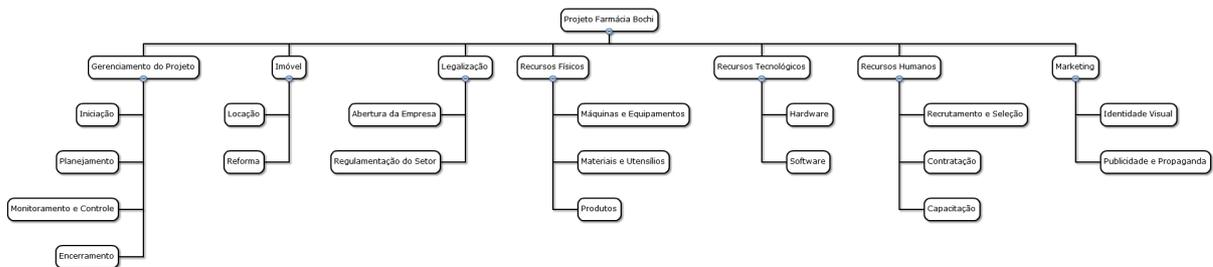 Projeto Farmácia Bochi
Gerenciamento do Projeto
Imóvel
Legalização
Recursos Físicos
Recursos Tecnológicos
Recursos Humanos
Marketing
Iniciação
Locação
Abertura da Empresa
Máquinas e Equipamentos
Hardware
Recrutamento e Seleção
Identidade Visual
Planejamento
Reforma
Regulamentação do Setor
Materiais e Utensílios
Software
Contratação
Publicidade e Propaganda
Monitoramento e Controle
Produtos
Capacitação
Encerramento